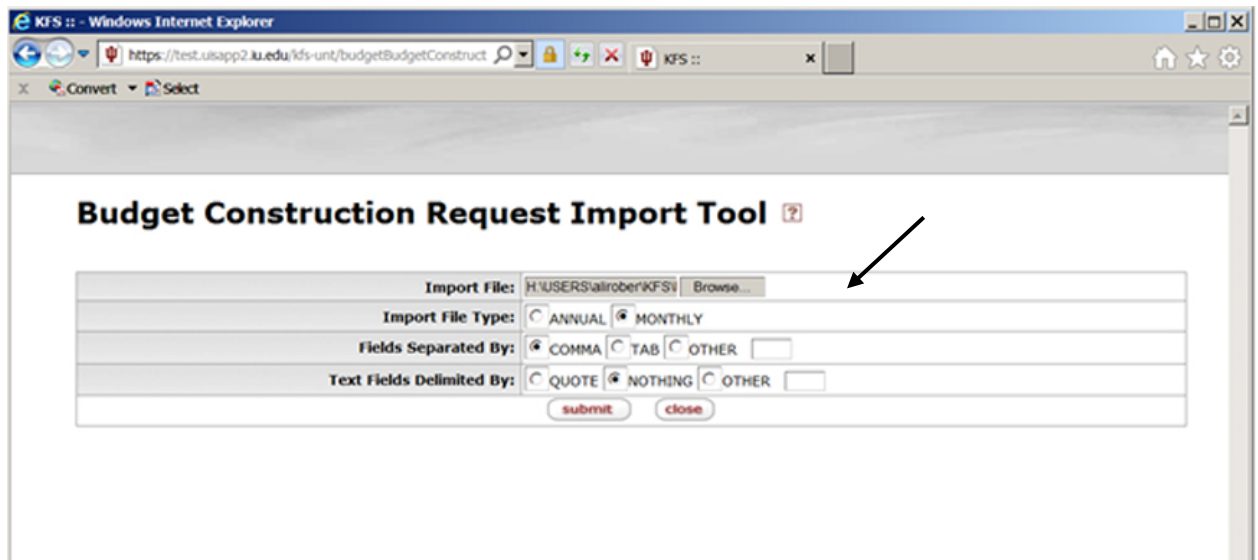 KFS :: - Windows Internet Explorer
https://test.uisapp2.iu.edu/kfs-unt/budgetBudgetConstruct KFS :: x
x Convert Select
Budget Construction Request Import Tool ?
Import File: H:\USERS\alirober\KFS\ Browse...
Import File Type: ANNUAL MONTHLY
Fields Separated By: COMMA TAB OTHER
Text Fields Delimited By: QUOTE NOTHING OTHER
submit close